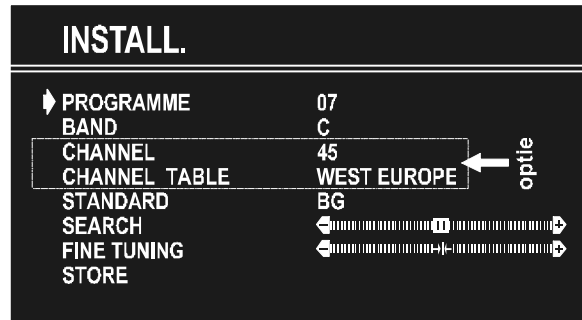 INSTALL.
PROGRAMME 07
BAND C
CHANNEL 45
CHANNEL TABLE WEST EUROPE
optie
STANDARD BG
SEARCH
FINE TUNING
STORE